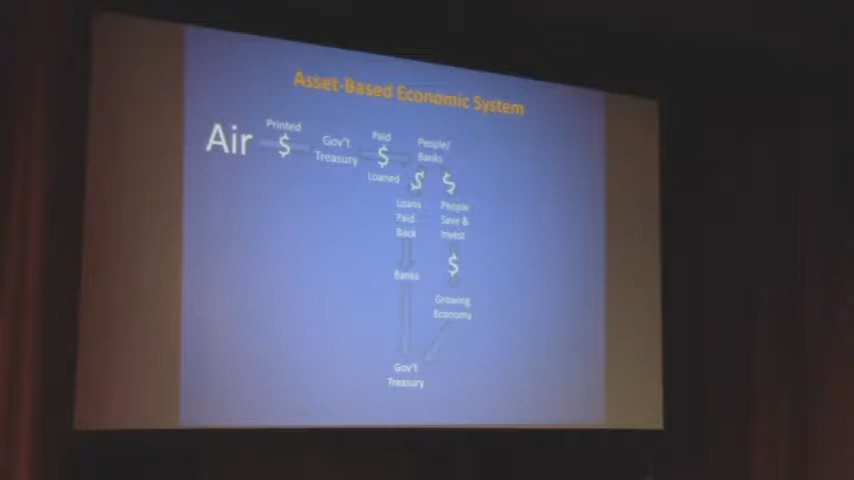 Asset-Based Economic System
Air
Printed
$
Gov't
Treasury
Paid
$
Loaned
People/
Banks
$
$
Loans
Paid
Back
People
Save &
Invest
Banks
$
Growing
Economy
Gov't
Treasury